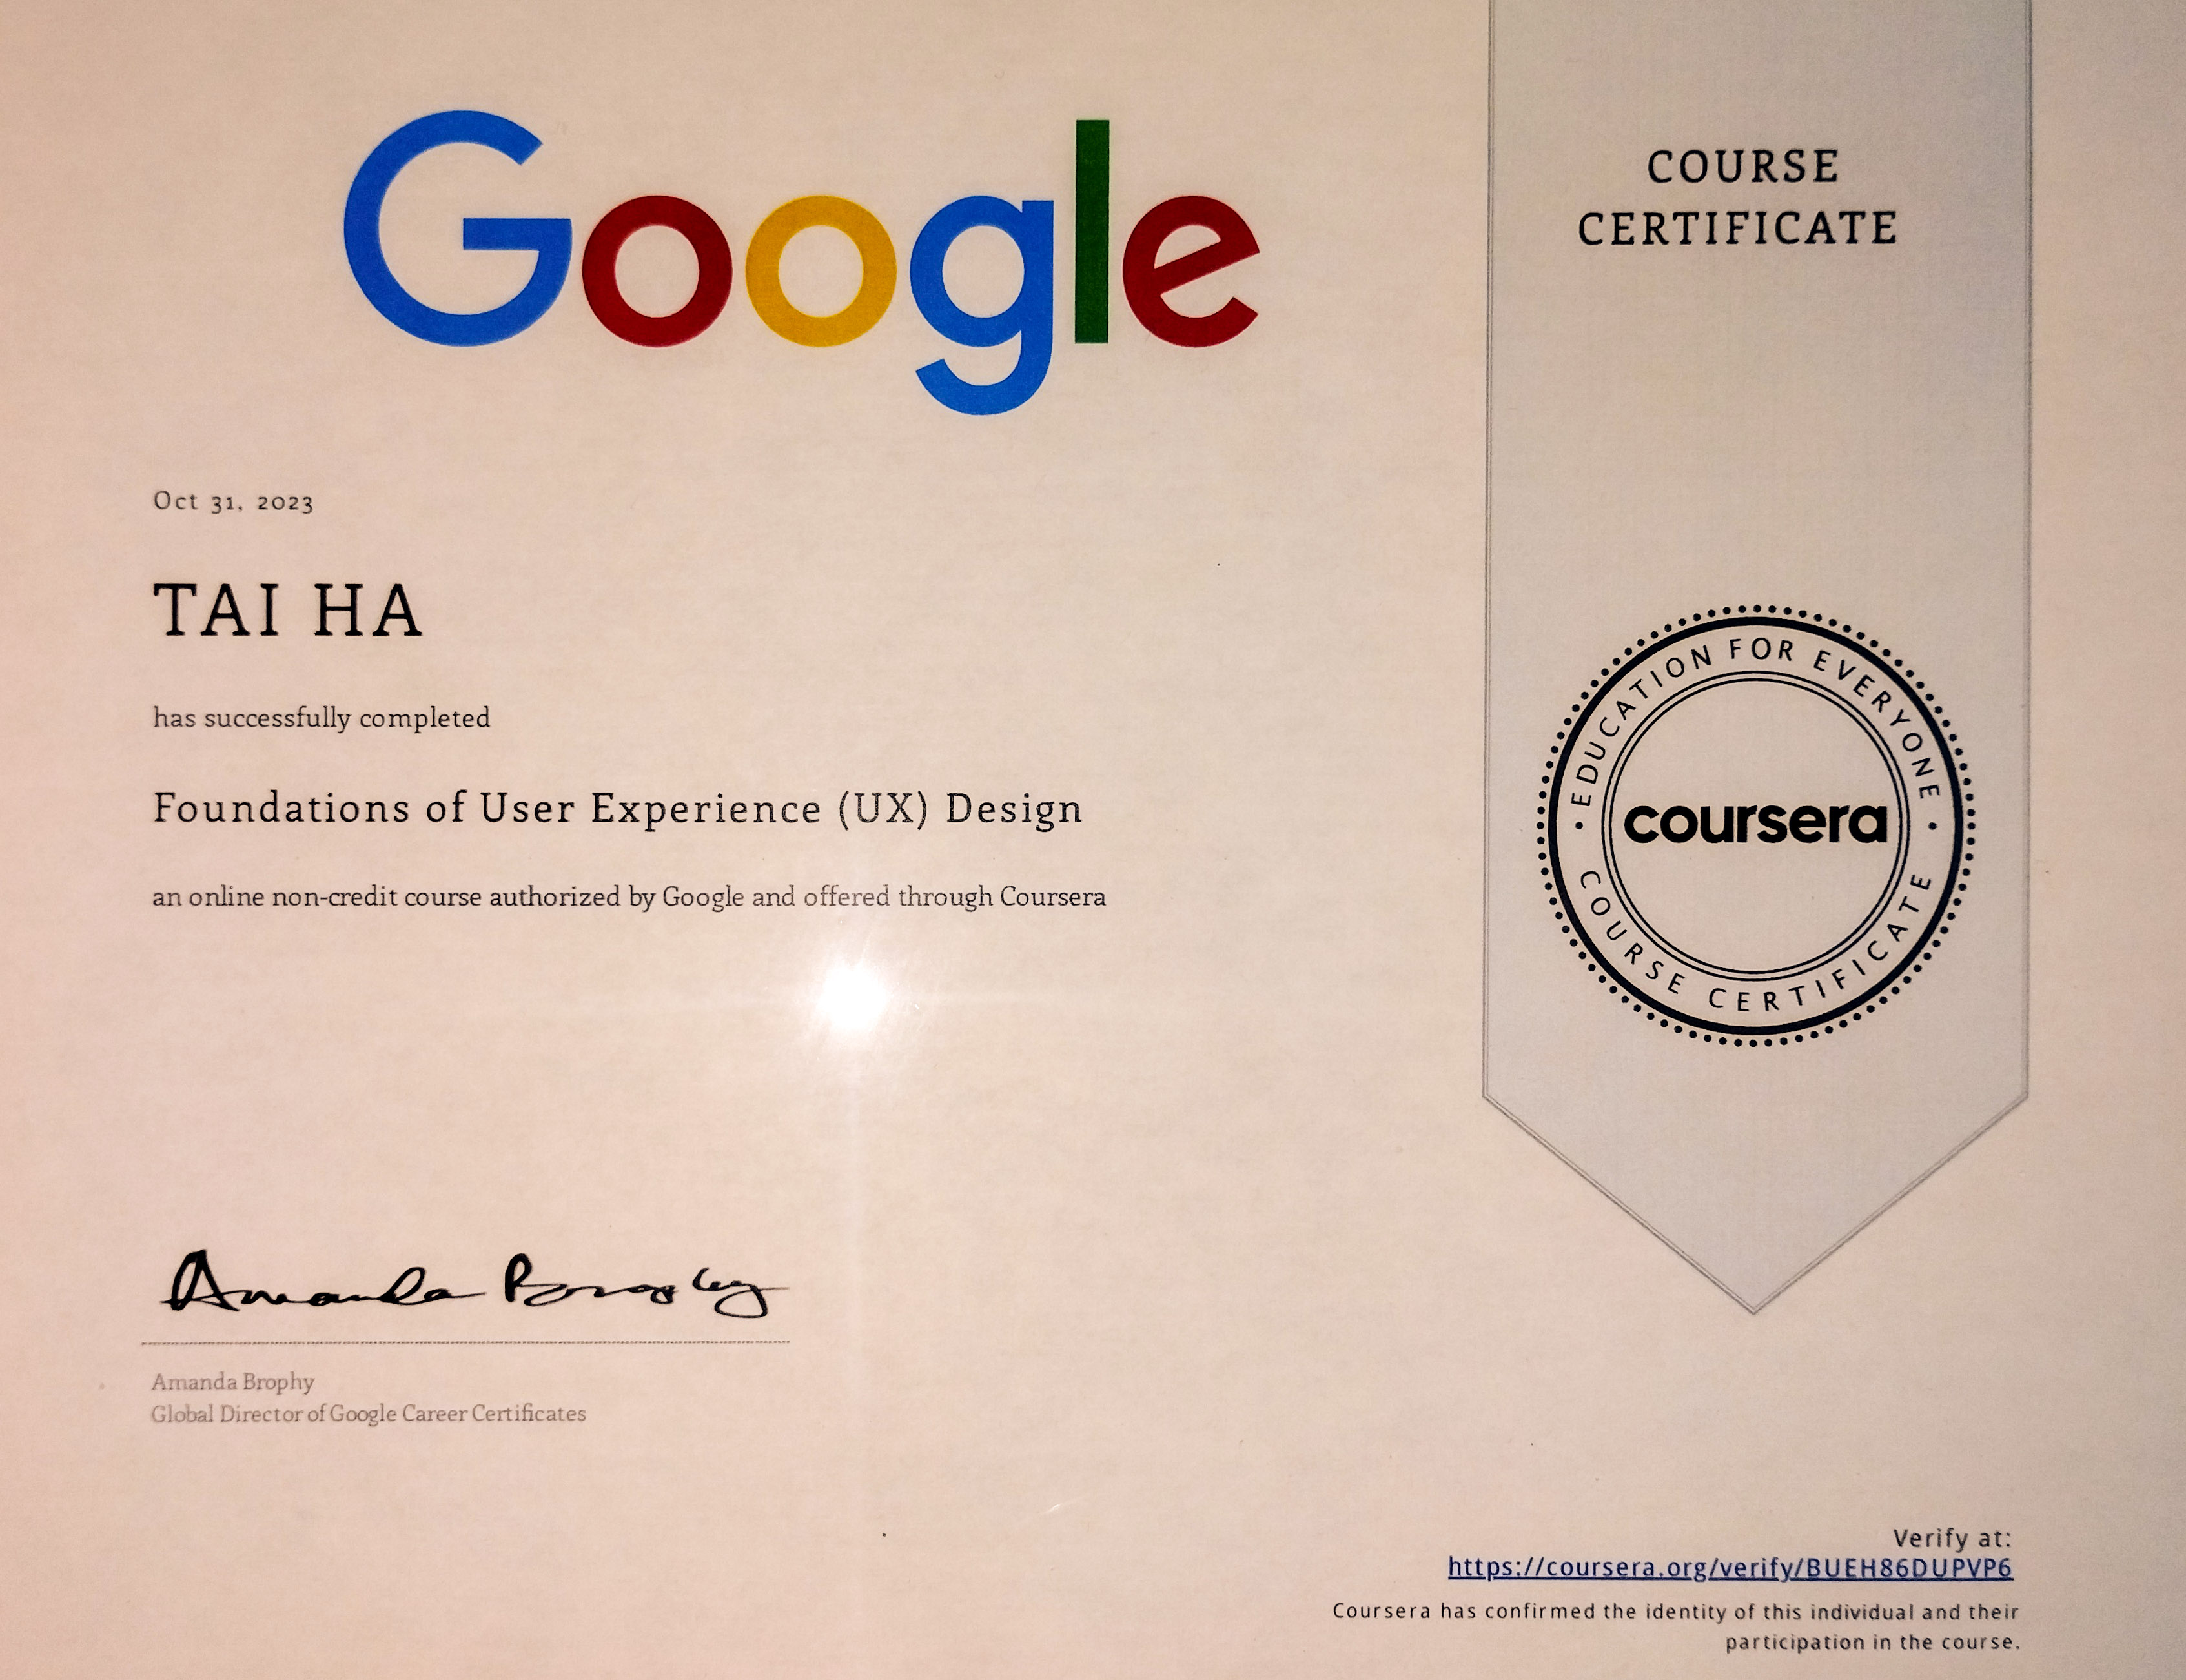 Google
COURSE
CERTIFICATE
Oct 31, 2023
TAI HA
has successfully completed
Foundations of User Experience (UX) Design
an online non-credit course authorized by Google and offered through Coursera
EDUCATION FOR EVERYONE
coursera
COURSE CERTIFICATE
Amanda Brophy
Amanda Brophy
Global Director of Google Career Certificates
Verify at:
https://coursera.org/verify/BUEH86DUPVP6
Coursera has confirmed the identity of this individual and their
participation in the course.